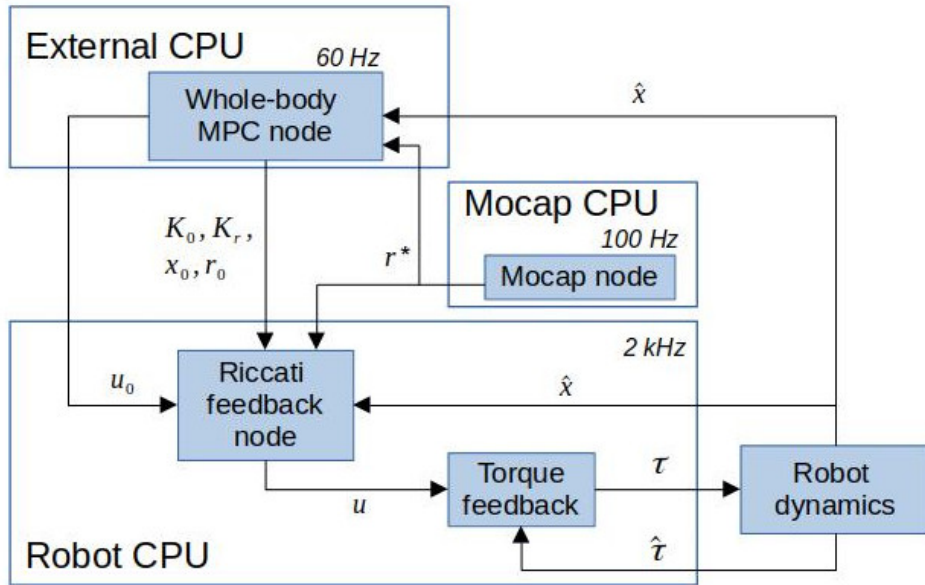 External CPU
60 Hz
Whole-body
MPC node
x̂
Mocap CPU
100 Hz
Mocap node
K₀, Kᵣ,
x₀, r₀
r*
2 kHz
Riccati
feedback
node
u₀
x̂
Torque
feedback
τ
Robot
dynamics
u
τ̂
Robot CPU